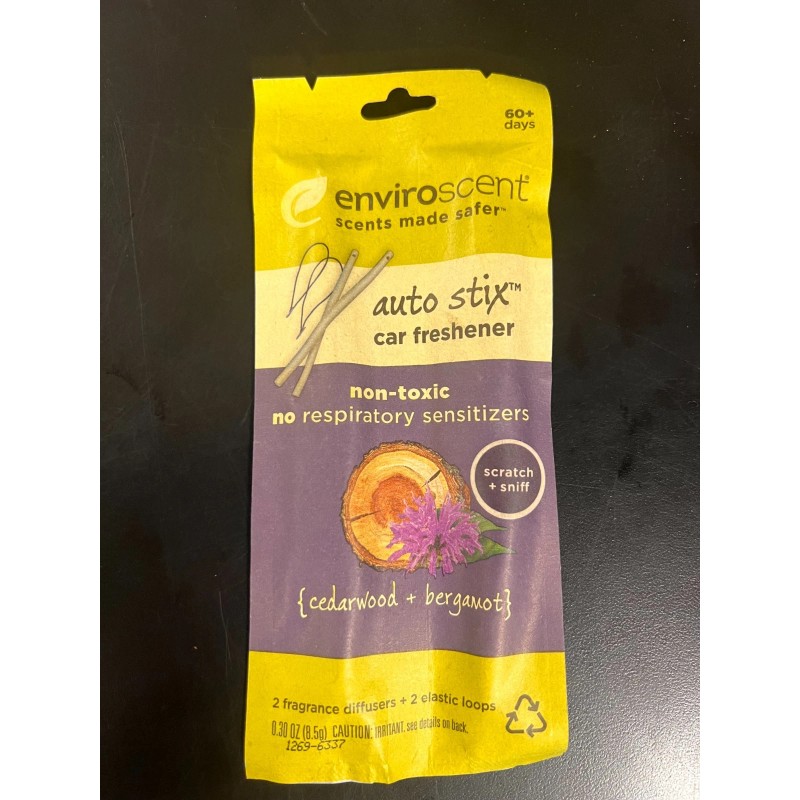 60+
days
enviroscent®
scents made safer™
auto stix™
car freshener
non-toxic
no respiratory sensitizers
scratch
+ sniff
{cedarwood + bergamot}
2 fragrance diffusers + 2 elastic loops
0.30 OZ (8.5g) CAUTION: IRRITANT. see details on back.
1269-6337